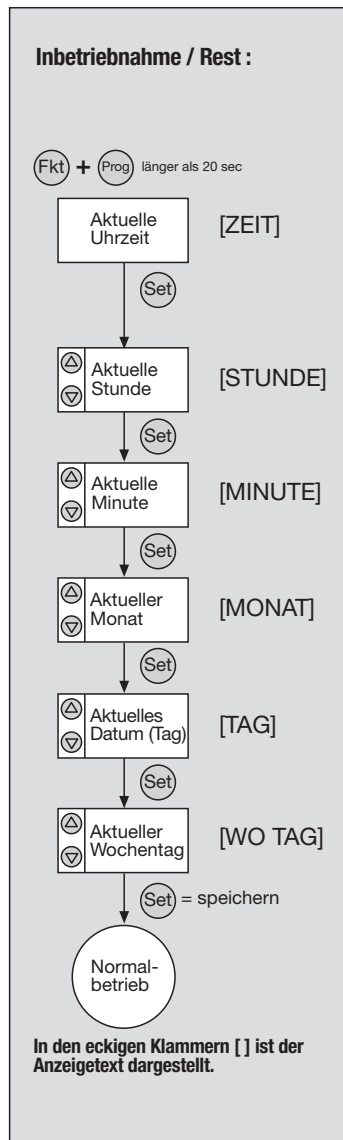 Inbetriebnahme / Rest :
Fkt + Prog länger als 20 sec
Aktuelle
Uhrzeit
[ZEIT]
Set
Aktuelle
Stunde
[STUNDE]
Set
Aktuelle
Minute
[MINUTE]
Set
Aktueller
Monat
[MONAT]
Set
Aktuelles
Datum (Tag)
[TAG]
Set
Aktueller
Wochentag
[WO TAG]
Set = speichern
Normal-
betrieb
In den eckigen Klammern [ ] ist der
Anzeigetext dargestellt.